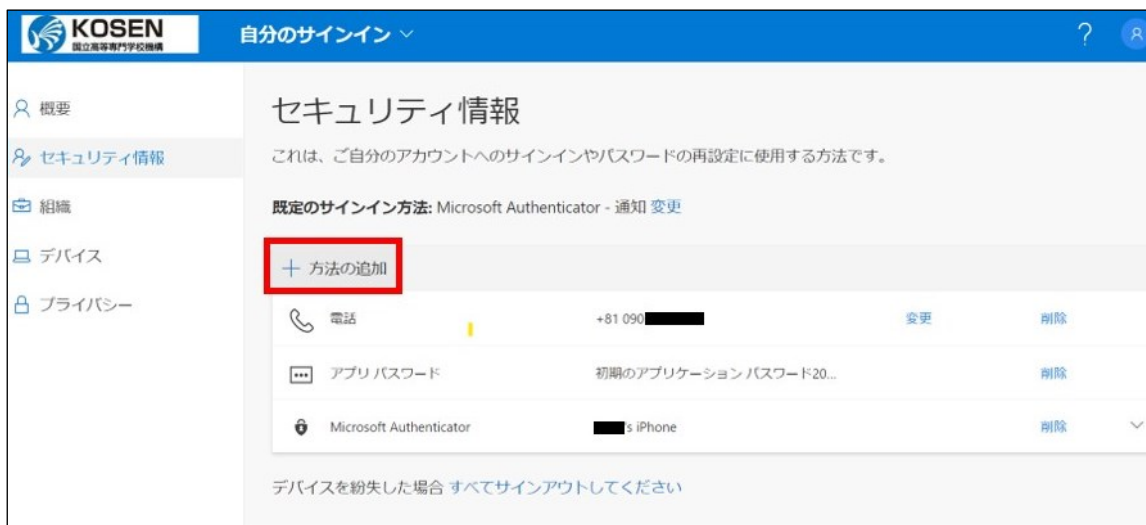 KOSEN
国立高等専門学校機構
自分のサインイン
?
概要
セキュリティ情報
組織
デバイス
プライバシー
セキュリティ情報
これは、ご自分のアカウントへのサインインやパスワードの再設定に使用する方法です。
既定のサインイン方法: Microsoft Authenticator - 通知 変更
+ 方法の追加
電話 +81 090 変更 削除
アプリ パスワード 初期のアプリケーション パスワード20... 削除
Microsoft Authenticator 's iPhone 削除
デバイスを紛失した場合 すべてサインアウトしてください